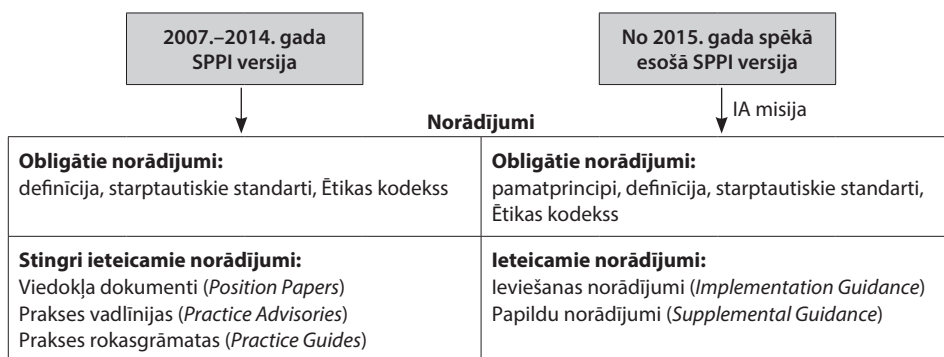 2007.–2014. gada
SPPI versija
No 2015. gada spēkā
esošā SPPI versija
IA misija
Norādījumi
Obligātie norādījumi:
definīcija, starptautiskie standarti, Ētikas kodekss
Obligātie norādījumi:
pamatprincipi, definīcija, starptautiskie standarti,
Ētikas kodekss
Stingri ieteicamie norādījumi:
Viedokļa dokumenti (Position Papers)
Prakses vadlīnijas (Practice Advisories)
Prakses rokasgrāmatas (Practice Guides)
Ieteicamie norādījumi:
Ieviešanas norādījumi (Implementation Guidance)
Papildu norādījumi (Supplemental Guidance)